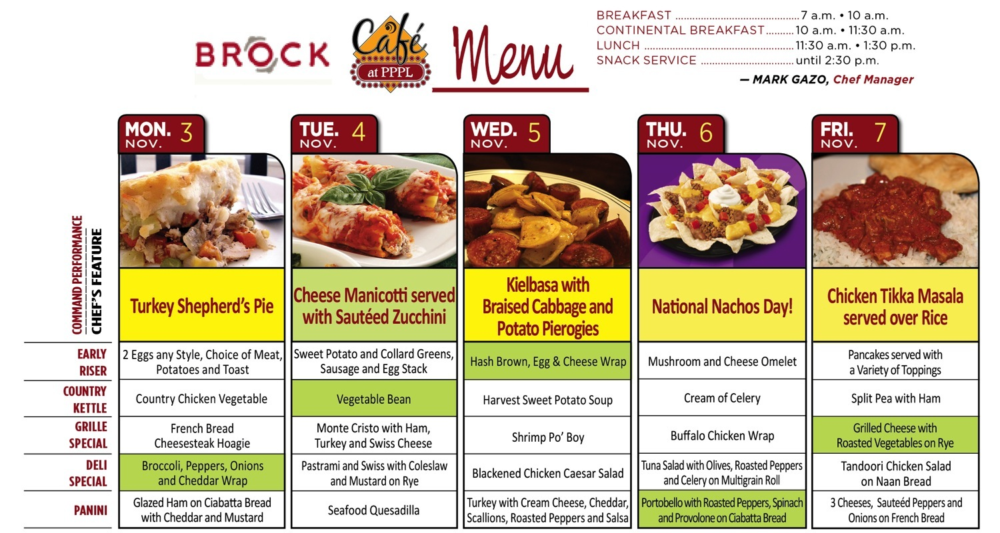 BROCK
Café
at PPPL
Menu
BREAKFAST ........................................ 7 a.m. • 10 a.m.
CONTINENTAL BREAKFAST ......... 10 a.m. • 11:30 a.m.
LUNCH ................................................ 11:30 a.m. • 1:30 p.m.
SNACK SERVICE .............................. until 2:30 p.m.
— MARK GAZO, Chef Manager
MON. NOV. 3
TUE. NOV. 4
WED. NOV. 5
THU. NOV. 6
FRI. NOV. 7
COMMAND PERFORMANCE
CHEF'S FEATURE
Turkey Shepherd's Pie
Cheese Manicotti served
with Sautéed Zucchini
Kielbasa with
Braised Cabbage and
Potato Pierogies
National Nachos Day!
Chicken Tikka Masala
served over Rice
EARLY
RISER
2 Eggs any Style, Choice of Meat,
Potatoes and Toast
Sweet Potato and Collard Greens,
Sausage and Egg Stack
Hash Brown, Egg & Cheese Wrap
Mushroom and Cheese Omelet
Pancakes served with
a Variety of Toppings
COUNTRY
KETTLE
Country Chicken Vegetable
Vegetable Bean
Harvest Sweet Potato Soup
Cream of Celery
Split Pea with Ham
GRILLE
SPECIAL
French Bread
Cheesesteak Hoagie
Monte Cristo with Ham,
Turkey and Swiss Cheese
Shrimp Po' Boy
Buffalo Chicken Wrap
Grilled Cheese with
Roasted Vegetables on Rye
DELI
SPECIAL
Broccoli, Peppers, Onions
and Cheddar Wrap
Pastrami and Swiss with Coleslaw
and Mustard on Rye
Blackened Chicken Caesar Salad
Tuna Salad with Olives, Roasted Peppers
and Celery on Multigrain Roll
Tandoori Chicken Salad
on Naan Bread
PANINI
Glazed Ham on Ciabatta Bread
with Cheddar and Mustard
Seafood Quesadilla
Turkey with Cream Cheese, Cheddar,
Scallions, Roasted Peppers and Salsa
Portobello with Roasted Peppers, Spinach
and Provolone on Ciabatta Bread
3 Cheeses, Sauteéd Peppers and
Onions on French Bread